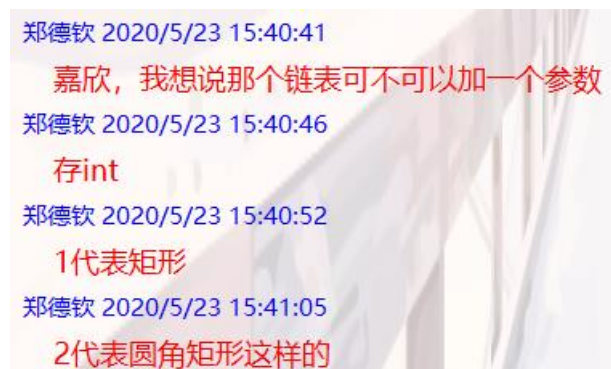 郑德钦 2020/5/23 15:40:41
嘉欣，我想说那个链表可不可以加一个参数
郑德钦 2020/5/23 15:40:46
存int
郑德钦 2020/5/23 15:40:52
1代表矩形
郑德钦 2020/5/23 15:41:05
2代表圆角矩形这样的